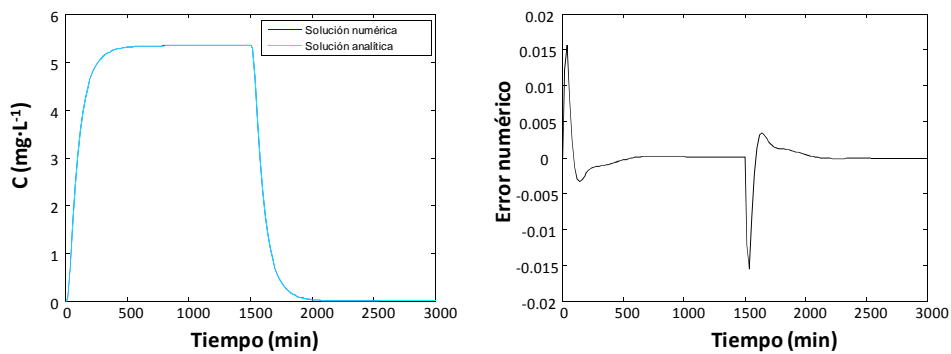 6
5
4
3
2
1
0
C (mg·L-1)
Solución numérica
Solución analítica
0 500 1000 1500 2000 2500 3000
Tiempo (min)
0.02
0.015
0.01
0.005
0
-0.005
-0.01
-0.015
-0.02
Error numérico
0 500 1000 1500 2000 2500 3000
Tiempo (min)